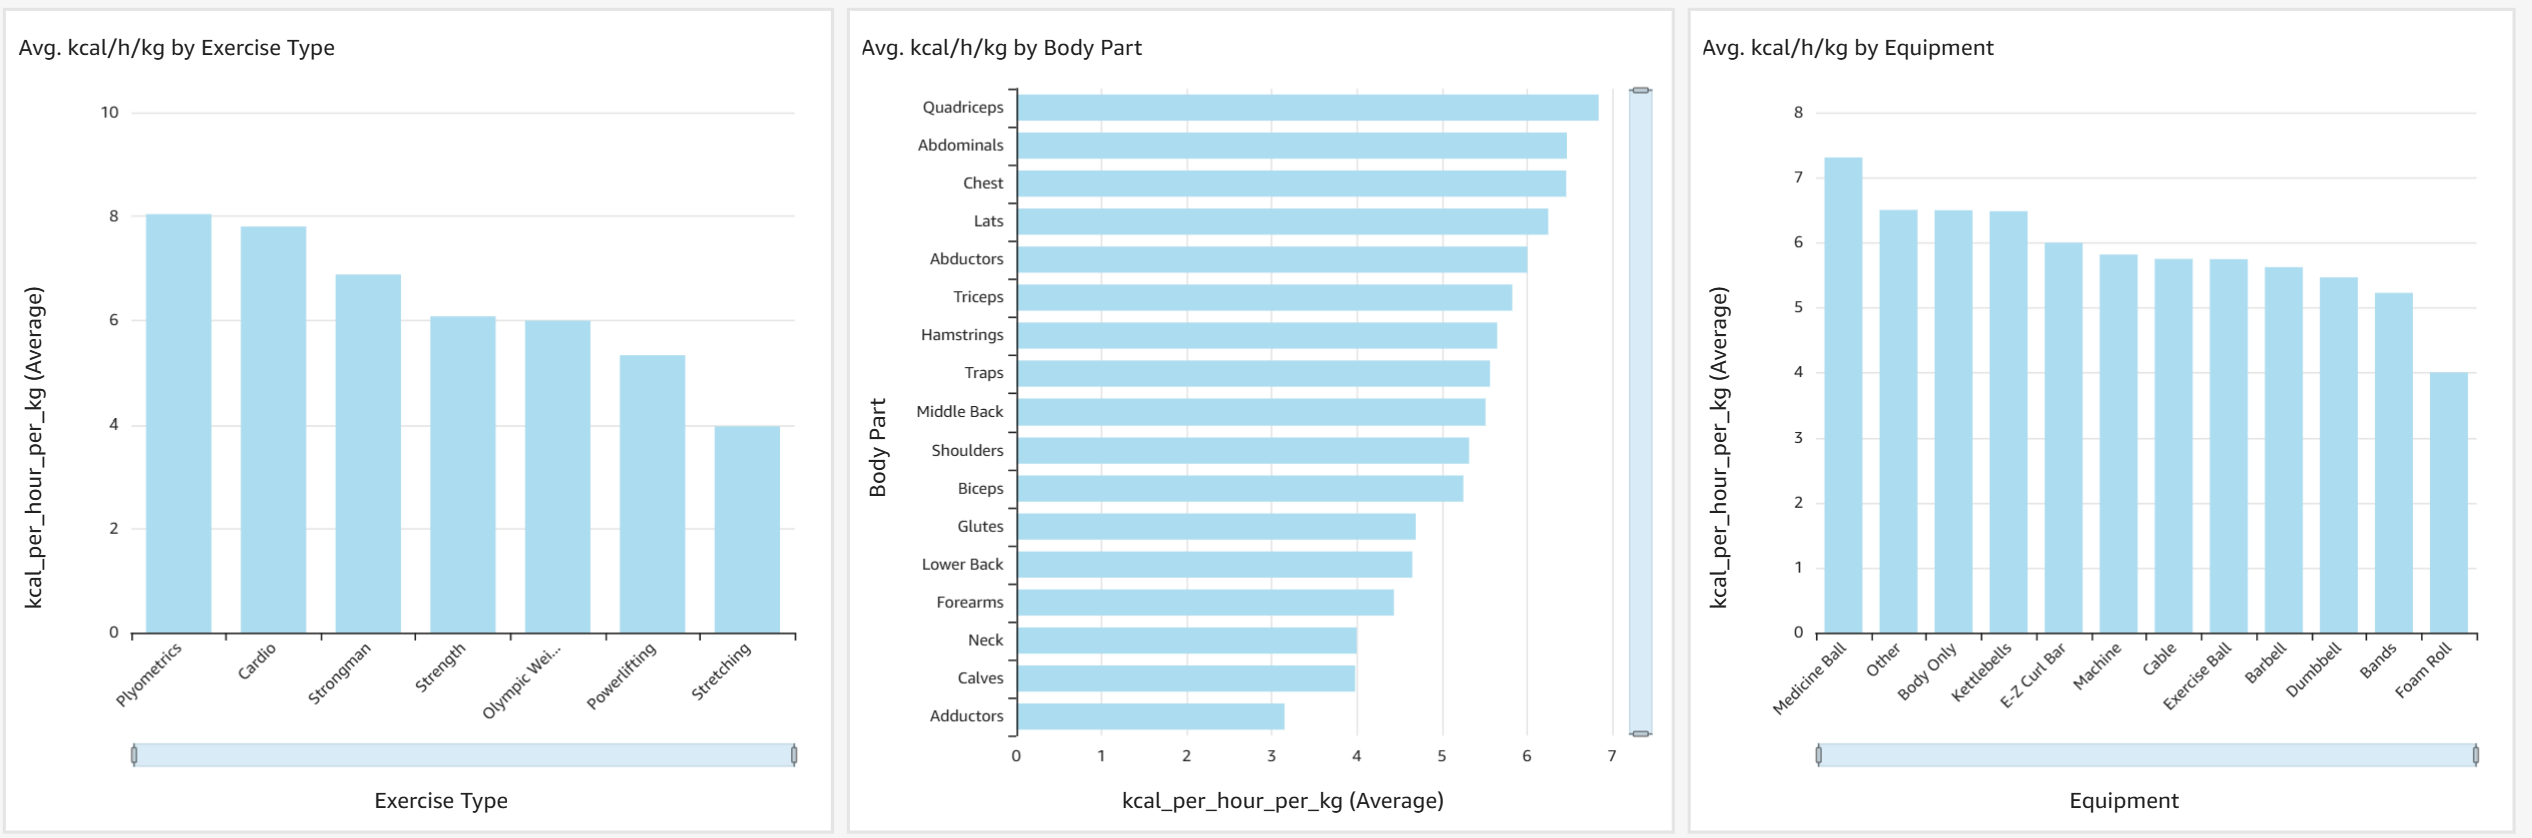 Avg. kcal/h/kg by Exercise Type
kcal_per_hour_per_kg (Average)
10
8
6
4
2
0
Plyometrics
Cardio
Strongman
Strength
Olympic Wei...
Powerlifting
Stretching
Exercise Type
Avg. kcal/h/kg by Body Part
Body Part
Quadriceps
Abdominals
Chest
Lats
Abductors
Triceps
Hamstrings
Traps
Middle Back
Shoulders
Biceps
Glutes
Lower Back
Forearms
Neck
Calves
Adductors
0 1 2 3 4 5 6 7
kcal_per_hour_per_kg (Average)
Avg. kcal/h/kg by Equipment
kcal_per_hour_per_kg (Average)
8
7
6
5
4
3
2
1
0
Medicine Ball
Other
Body Only
Kettlebells
E-Z Curl Bar
Machine
Cable
Exercise Ball
Barbell
Dumbbell
Bands
Foam Roll
Equipment